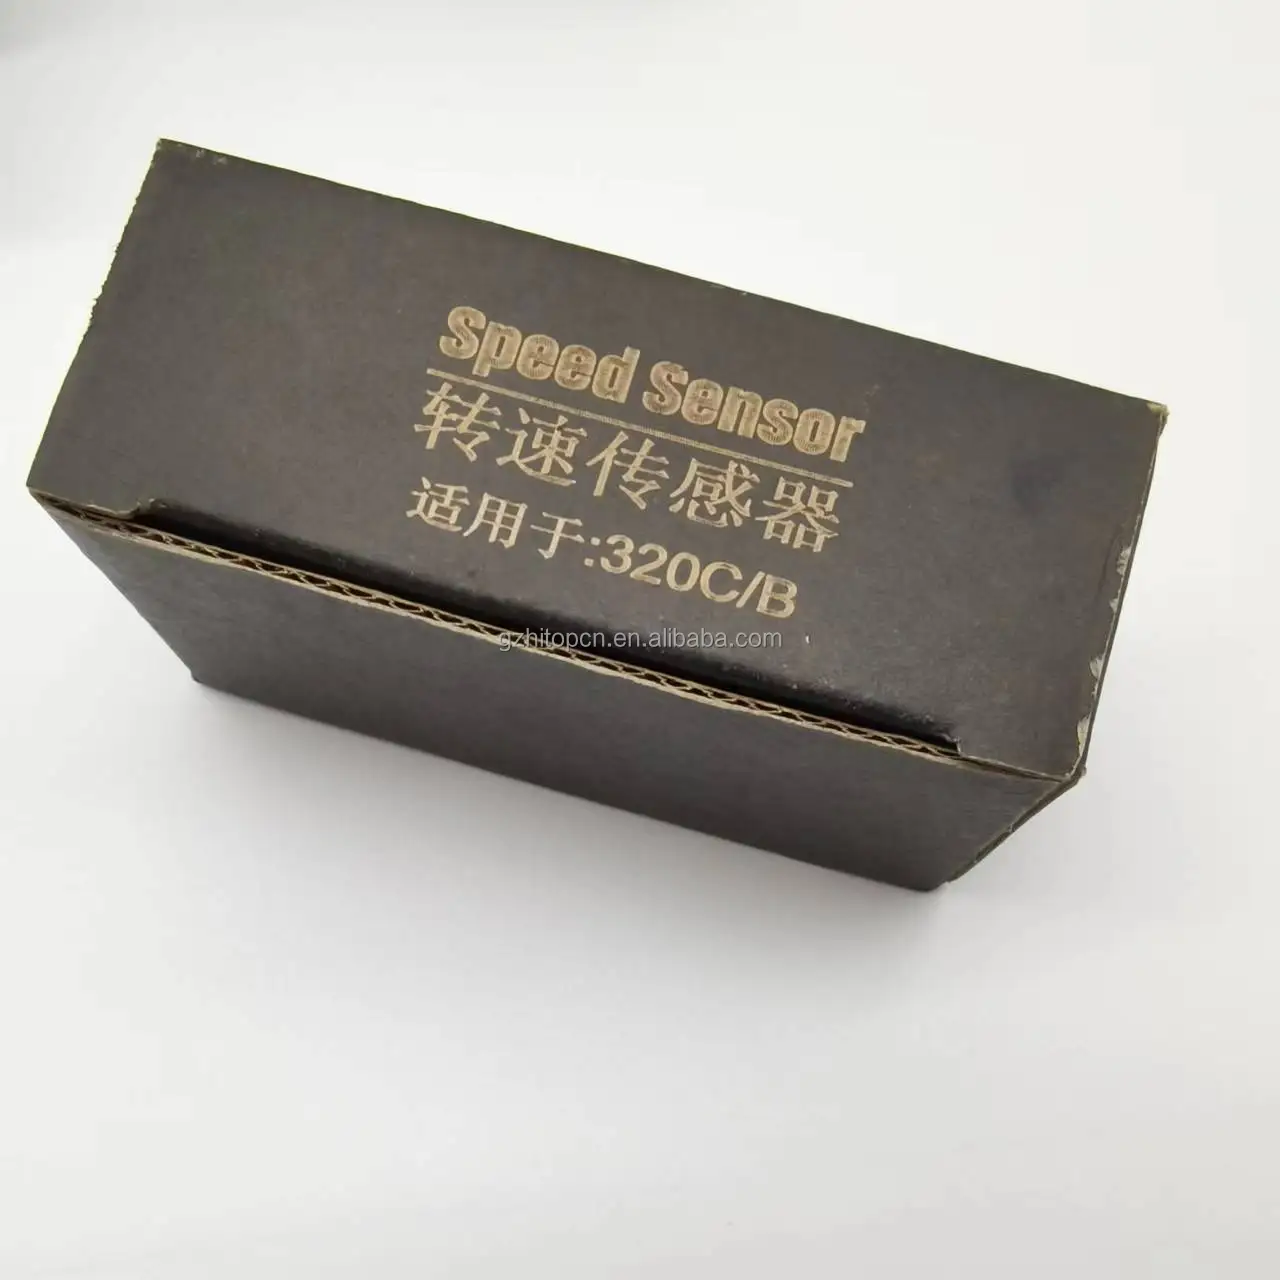 Speed Sensor
转速传感器
适用于:320C/B
gzhitopcn.en.alibaba.com